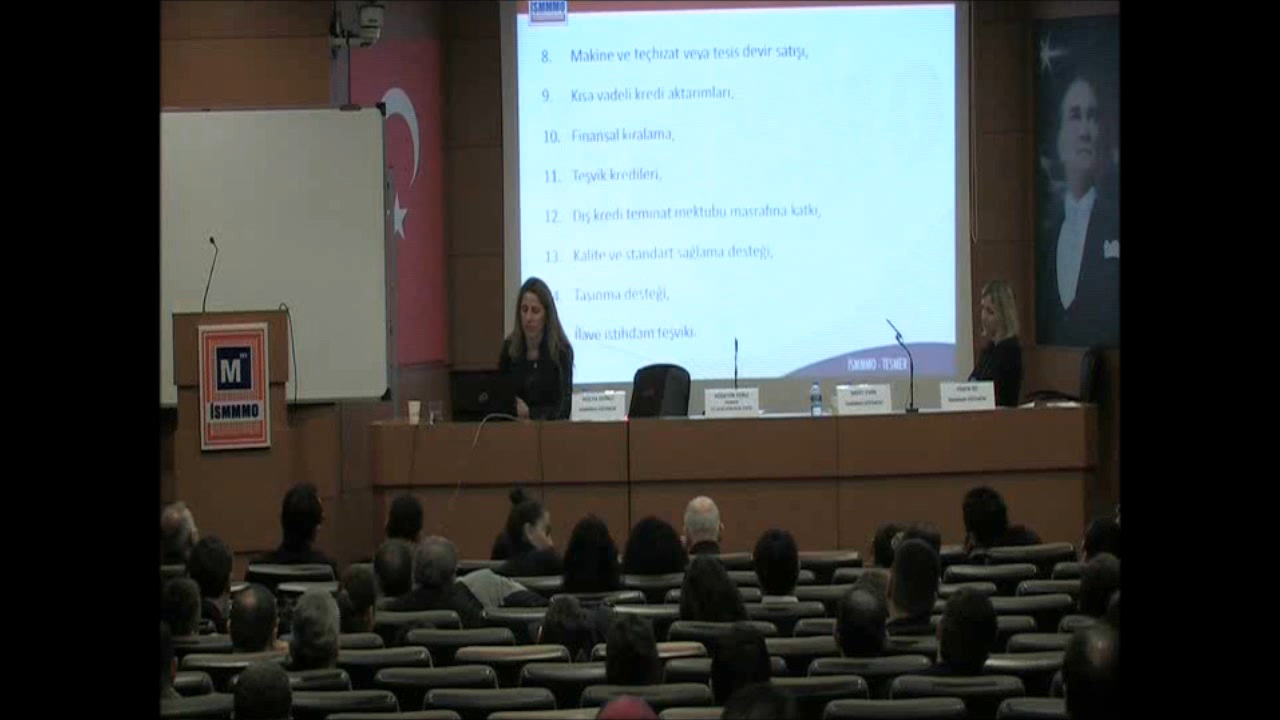 İSMMMO
8. Makine ve teçhizat veya tesis devir satışı,
9. Kısa vadeli kredi aktarımları,
10. Finansal kiralama,
11. Teşvik kredileri,
12. Dış kredi teminat mektubu masrafına katkı,
13. Kalite ve standart sağlama desteği,
4. Taşınma desteği,
İlave istihdam teşviki.
İSMMMO - TESMER
M
İSMMMO